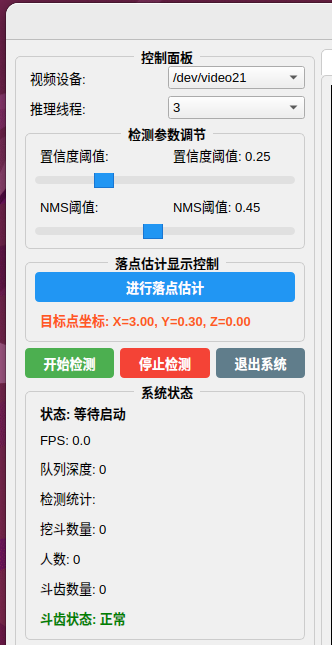 控制面板
视频设备: /dev/video21
推理线程: 3
检测参数调节
置信度阈值: 置信度阈值: 0.25
NMS阈值: NMS阈值: 0.45
落点估计显示控制
进行落点估计
目标点坐标: X=3.00, Y=0.30, Z=0.00
开始检测 停止检测 退出系统
系统状态
状态: 等待启动
FPS: 0.0
队列深度: 0
检测统计:
挖斗数量: 0
人数: 0
斗齿数量: 0
斗齿状态: 正常